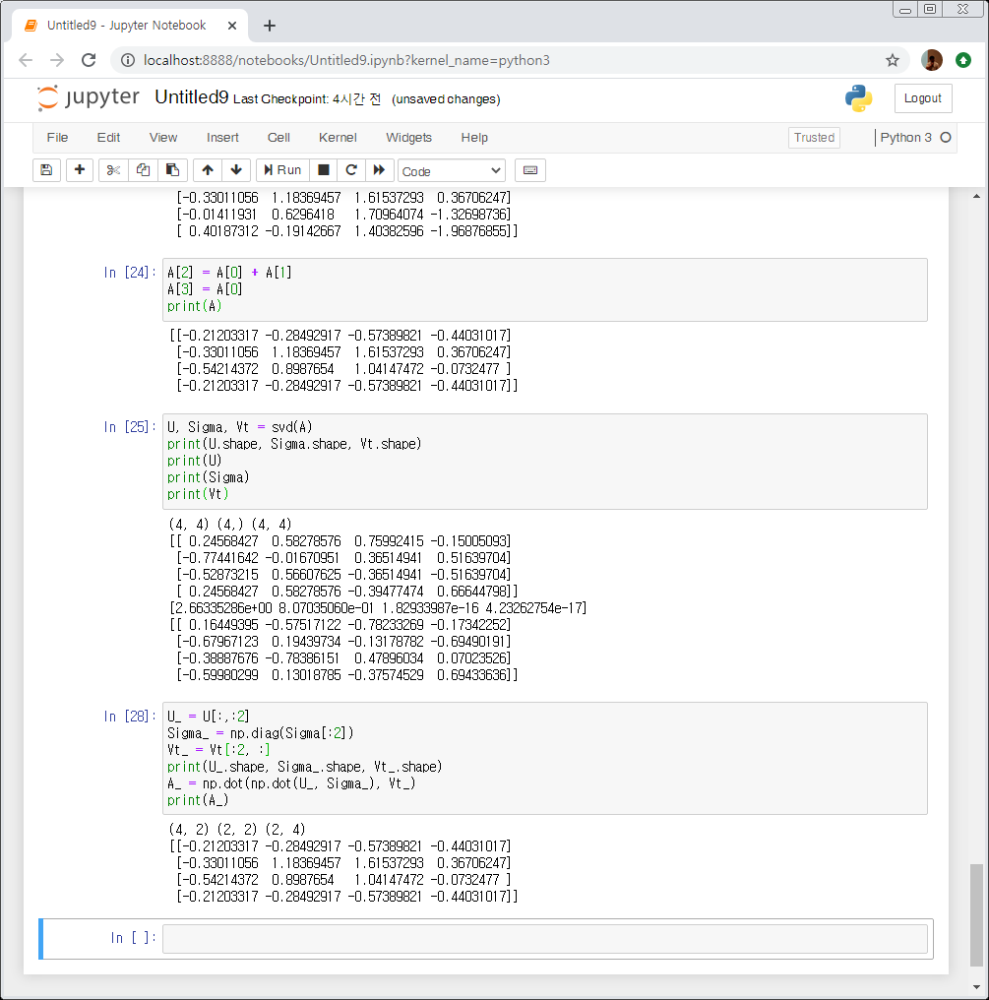 Untitled9 - Jupyter Notebook
localhost:8888/notebooks/Untitled9.ipynb?kernel_name=python3
jupyter Untitled9 Last Checkpoint: 4시간 전 (unsaved changes)
Logout
File Edit View Insert Cell Kernel Widgets Help Trusted Python 3
Run Code
[-0.33011056 1.18369457 1.61537293 0.36706247]
[-0.01411931 0.6296418 1.70964074 -1.32698736]
[ 0.40187312 -0.19142667 1.40382596 -1.96876855]]
In [24]: A[2] = A[0] + A[1]
A[3] = A[0]
print(A)
[[-0.21203317 -0.28492917 -0.57389821 -0.44031017]
[-0.33011056 1.18369457 1.61537293 0.36706247]
[-0.54214372 0.8987654 1.04147472 -0.0732477 ]
[-0.21203317 -0.28492917 -0.57389821 -0.44031017]]
In [25]: U, Sigma, Vt = svd(A)
print(U.shape, Sigma.shape, Vt.shape)
print(U)
print(Sigma)
print(Vt)
(4, 4) (4,) (4, 4)
[[ 0.24568427 0.58278576 0.75992415 -0.15005093]
[-0.77441642 -0.01670951 0.36514941 0.51639704]
[-0.52873215 0.56607625 -0.36514941 -0.51639704]
[ 0.24568427 0.58278576 -0.39477474 0.66644798]]
[2.66335286e+00 8.07035060e-01 1.82933987e-16 4.23262754e-17]
[[ 0.16449395 -0.57517122 -0.78233269 -0.17342252]
[-0.67967123 0.19439734 -0.13178782 -0.69490191]
[-0.38887676 -0.78386151 0.47896034 0.07023526]
[-0.59980299 0.13018785 -0.37574529 0.69433636]]
In [28]: U_ = U[:,:2]
Sigma_ = np.diag(Sigma[:2])
Vt_ = Vt[:2, :]
print(U_.shape, Sigma_.shape, Vt_.shape)
A_ = np.dot(np.dot(U_, Sigma_), Vt_)
print(A_)
(4, 2) (2, 2) (2, 4)
[[-0.21203317 -0.28492917 -0.57389821 -0.44031017]
[-0.33011056 1.18369457 1.61537293 0.36706247]
[-0.54214372 0.8987654 1.04147472 -0.0732477 ]
[-0.21203317 -0.28492917 -0.57389821 -0.44031017]]
In [ ]: